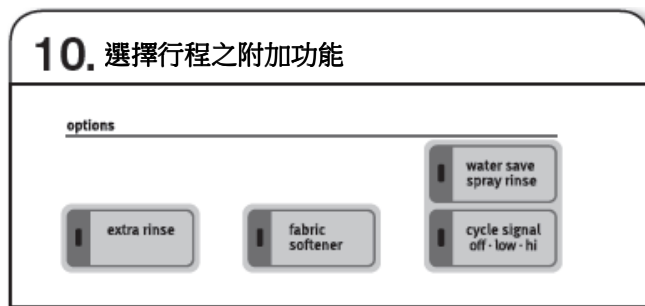 10. 選擇行程之附加功能
options
water save
spray rinse
extra rinse
fabric
softener
cycle signal
off · low · hi